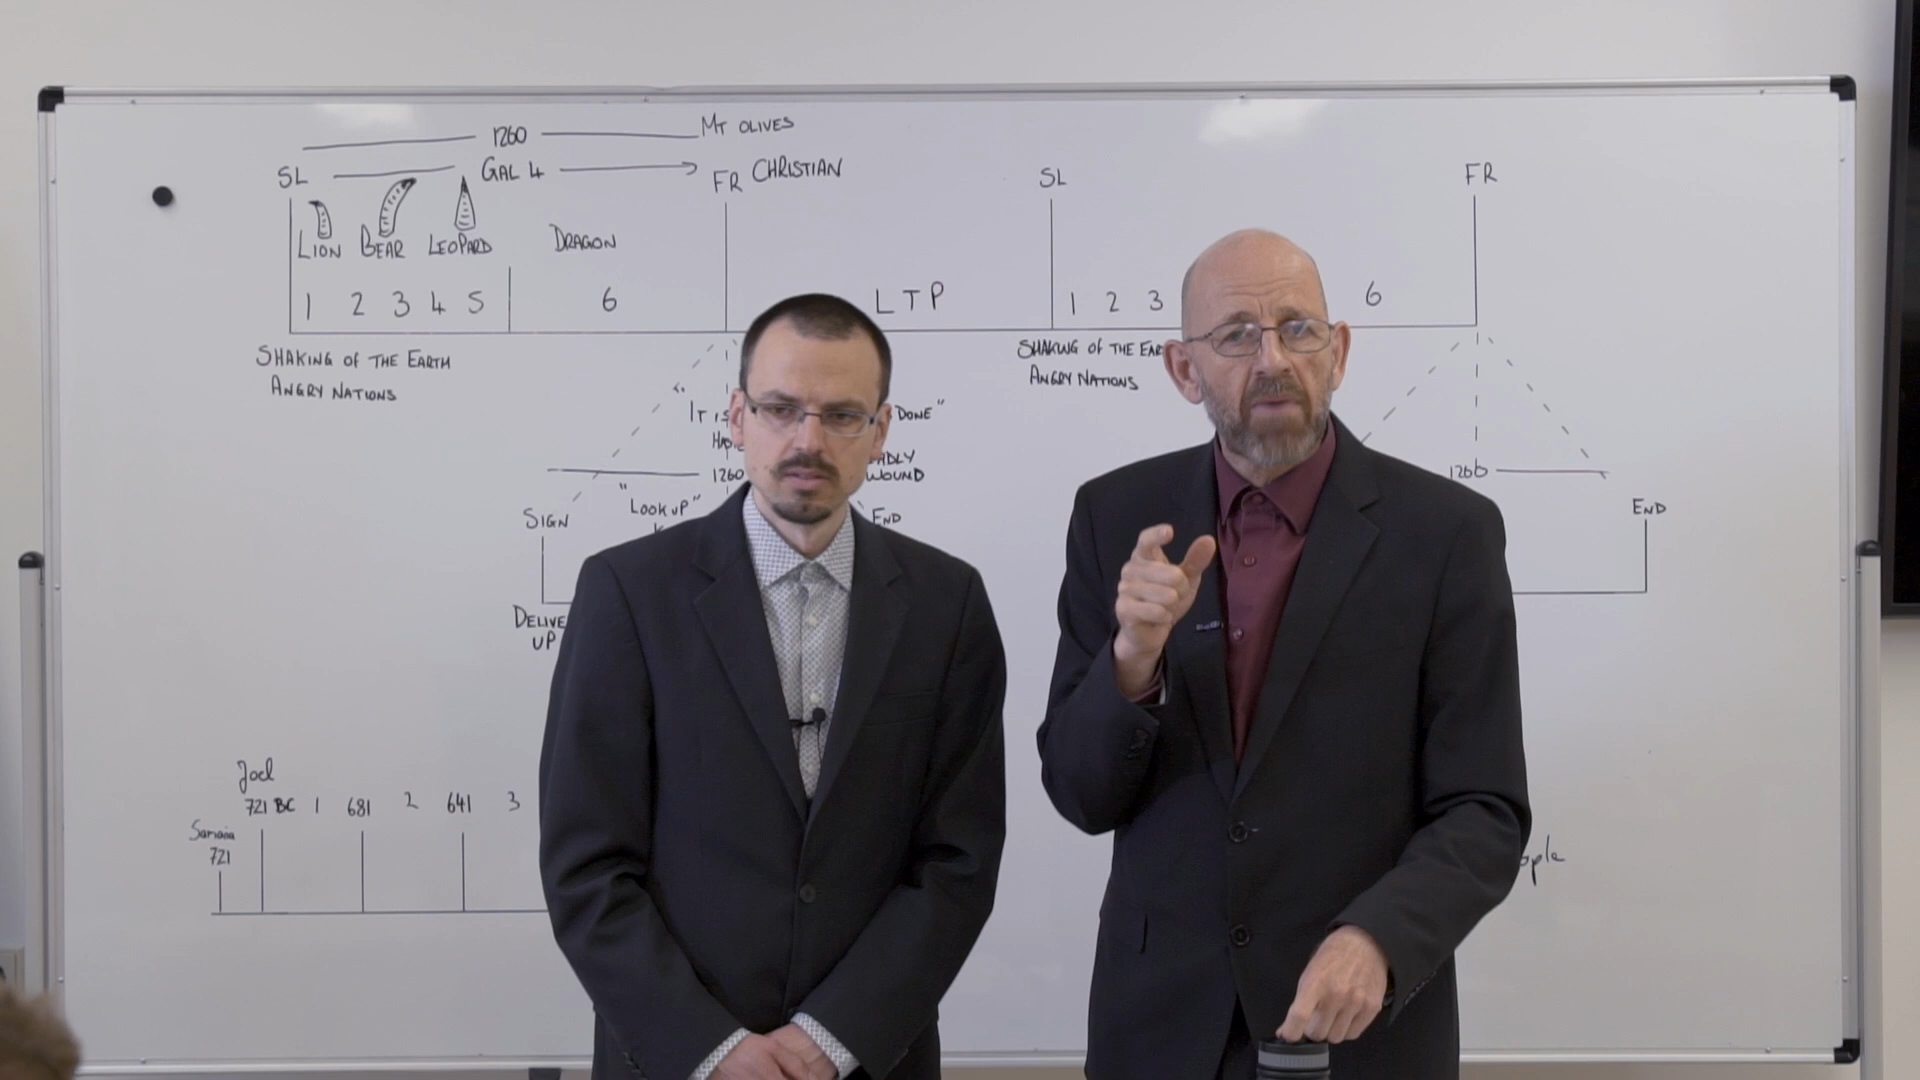 1260 MT OLIVES
SL GAL 4 FR CHRISTIAN
LION BEAR LEOPARD DRAGON
1 2 3 4 5 6 LTP
SHAKING OF THE EARTH
ANGRY NATIONS
"IT IS DONE"
1260 WOUND
SIGN "LOOK UP" END
UP
SL FR
1 2 3 6
SHAKING OF THE
ANGRY NATIONS
1260
END
Joel
721 BC 1 681 2 641 3
Samaria
721